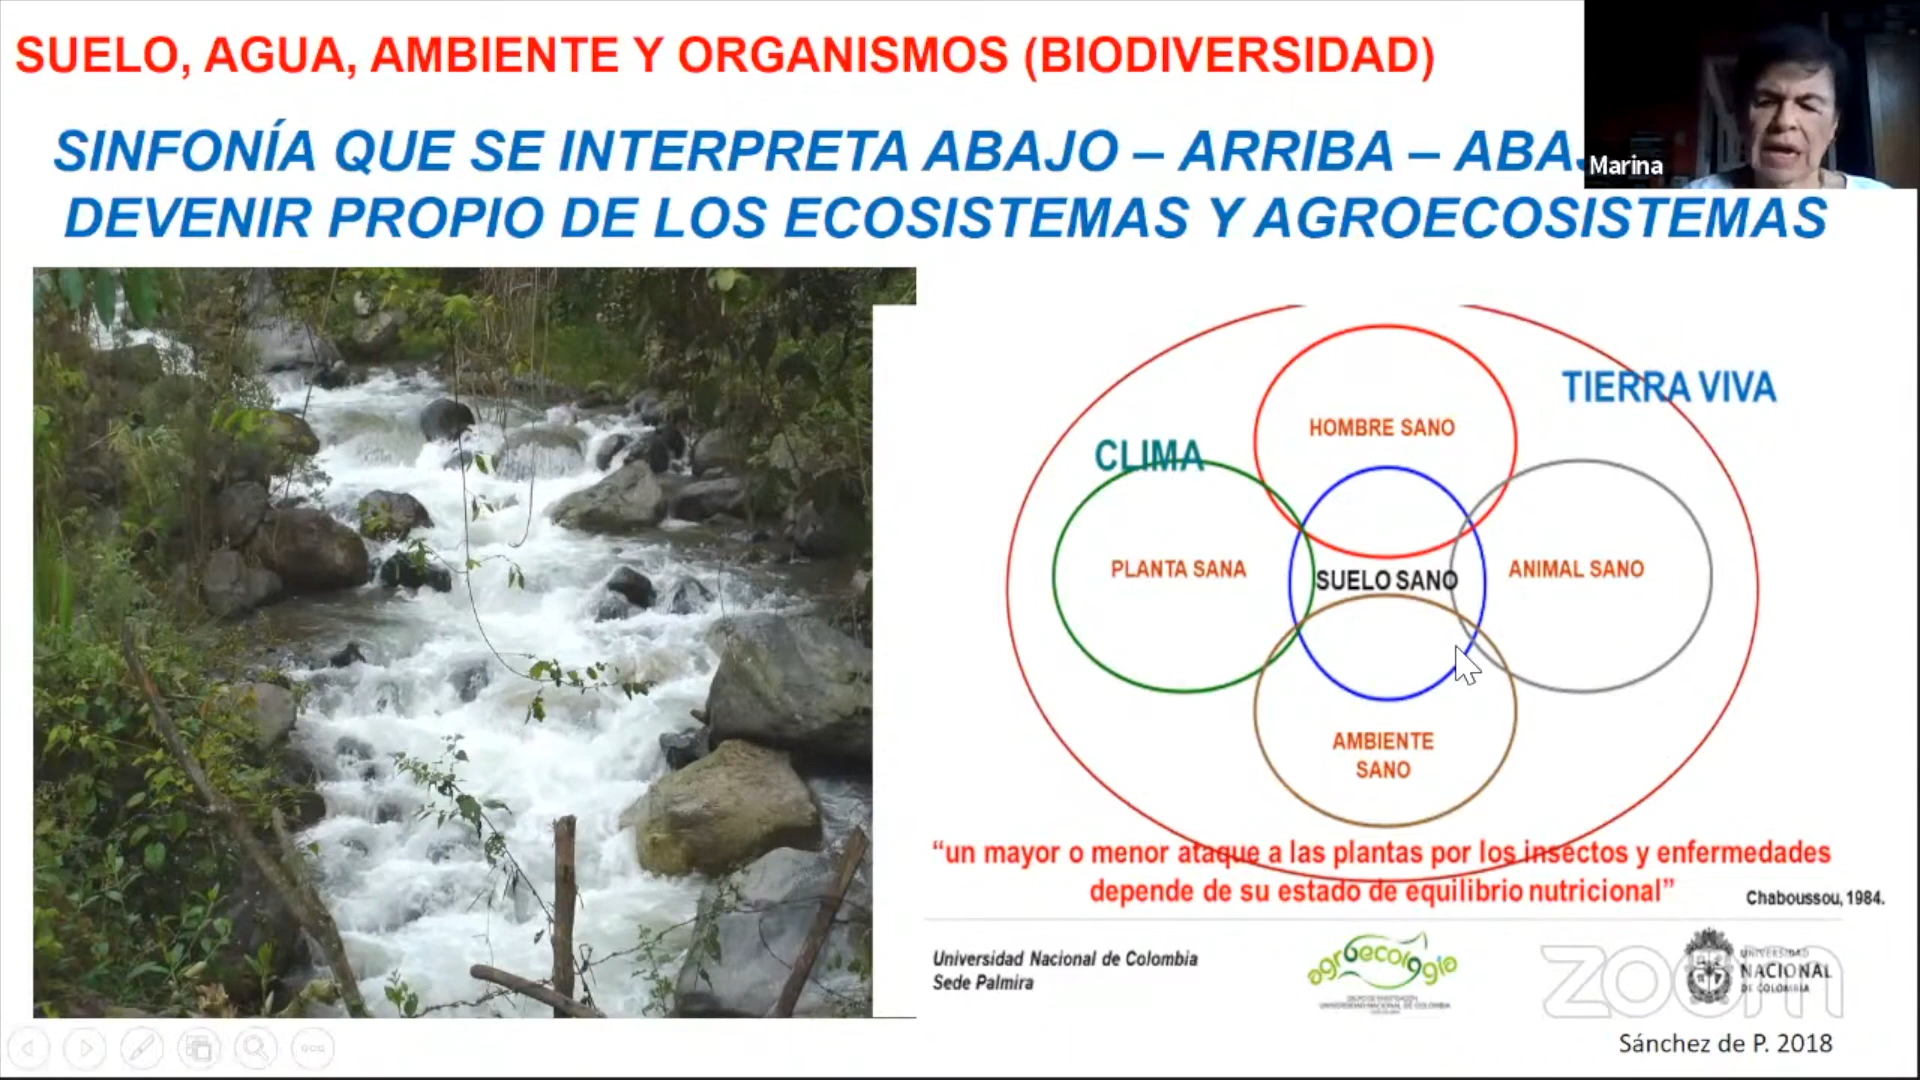 SUELO, AGUA, AMBIENTE Y ORGANISMOS (BIODIVERSIDAD)
SINFONÍA QUE SE INTERPRETA ABAJO – ARRIBA –
DEVENIR PROPIO DE LOS ECOSISTEMAS Y AGROECOSISTEMAS
Marina
TIERRA VIVA
CLIMA
HOMBRE SANO
PLANTA SANA
SUELO SANO
ANIMAL SANO
AMBIENTE
SANO
“un mayor o menor ataque a las plantas por los insectos y enfermedades
depende de su estado de equilibrio nutricional”
Chaboussou, 1984.
Universidad Nacional de Colombia
Sede Palmira
agroecología
UNIVERSIDAD
NACIONAL
DE COLOMBIA
zoom
Sánchez de P. 2018